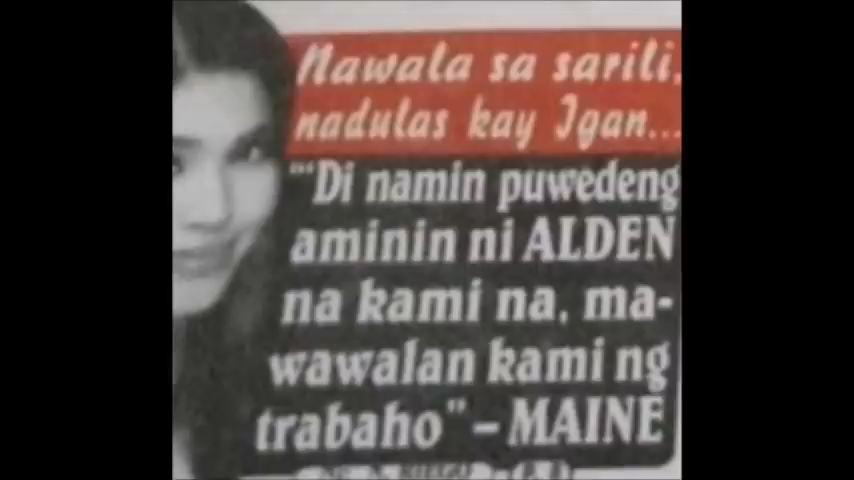 Nawala sa sarili,
nadulas kay Igan...
"'Di namin puwedeng
aminin ni ALDEN
na kami na, ma-
wawalan kami ng
trabaho" – MAINE